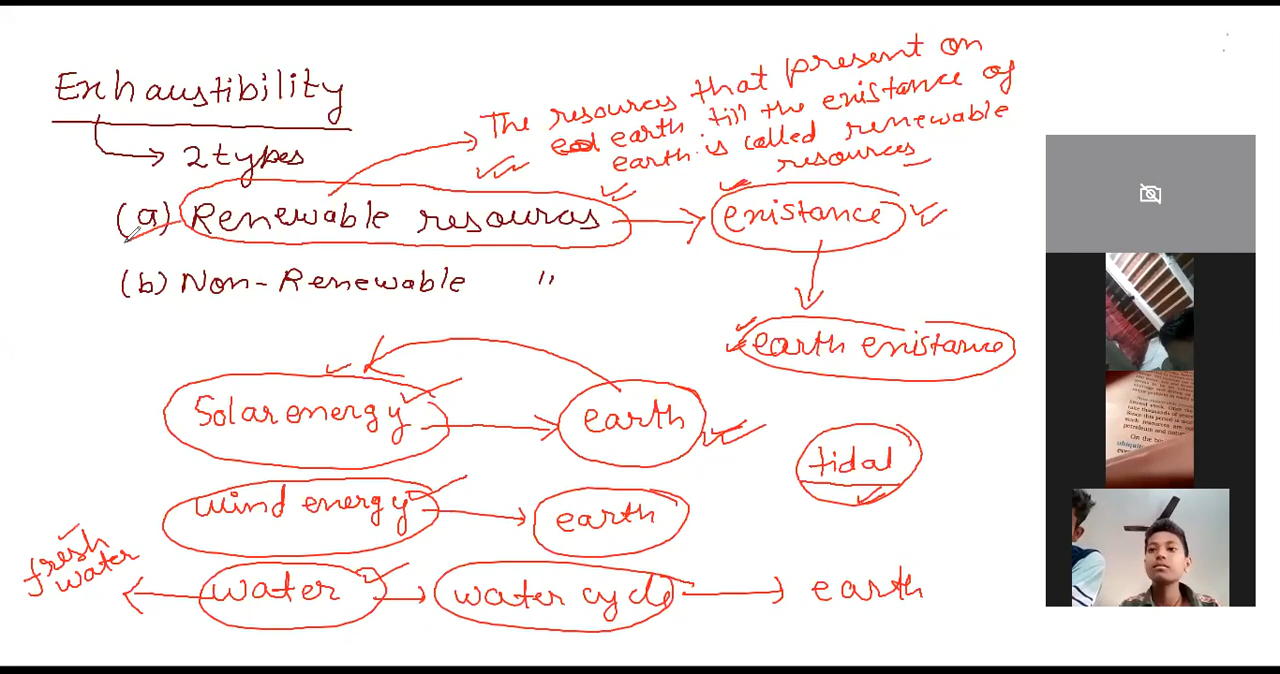 Exhaustibility
2 types
The resources that present on
earth till the existance of
earth is called renewable
resources
(a) Renewable resources
existance
(b) Non-Renewable "
earth existance
Solar energy
earth
tidal
wind energy
earth
fresh
water
water
water cycle
earth